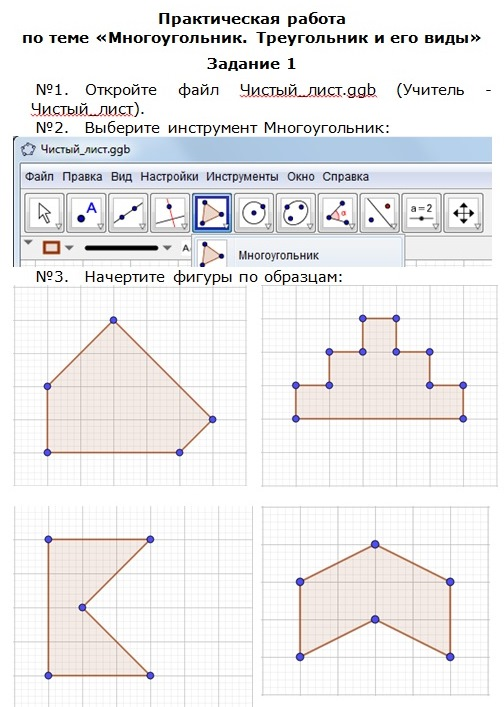 Практическая работа
по теме «Многоугольник. Треугольник и его виды»
Задание 1
№1. Откройте файл Чистый_лист.ggb (Учитель -
Чистый_лист).
№2. Выберите инструмент Многоугольник:
Чистый_лист.ggb
Файл Правка Вид Настройки Инструменты Окно Справка
A α a=2
Многоугольник
№3. Начертите фигуры по образцам: